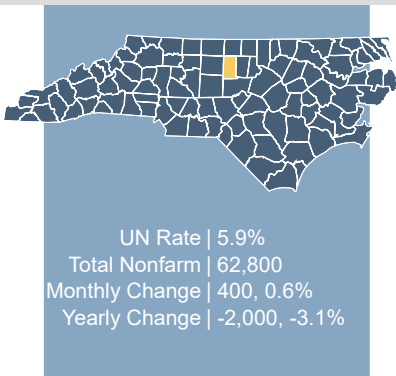 UN Rate | 5.9%
Total Nonfarm | 62,800
Monthly Change | 400, 0.6%
Yearly Change | -2,000, -3.1%